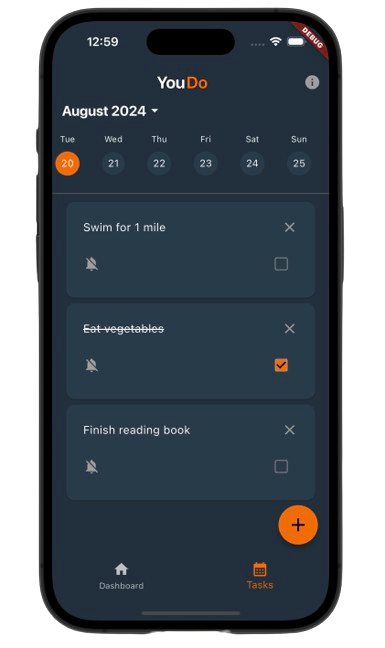 12:59
DEBUG
YouDo
August 2024
Tue Wed Thu Fri Sat Sun
20 21 22 23 24 25
Swim for 1 mile
Eat vegetables
Finish reading book
Dashboard Tasks